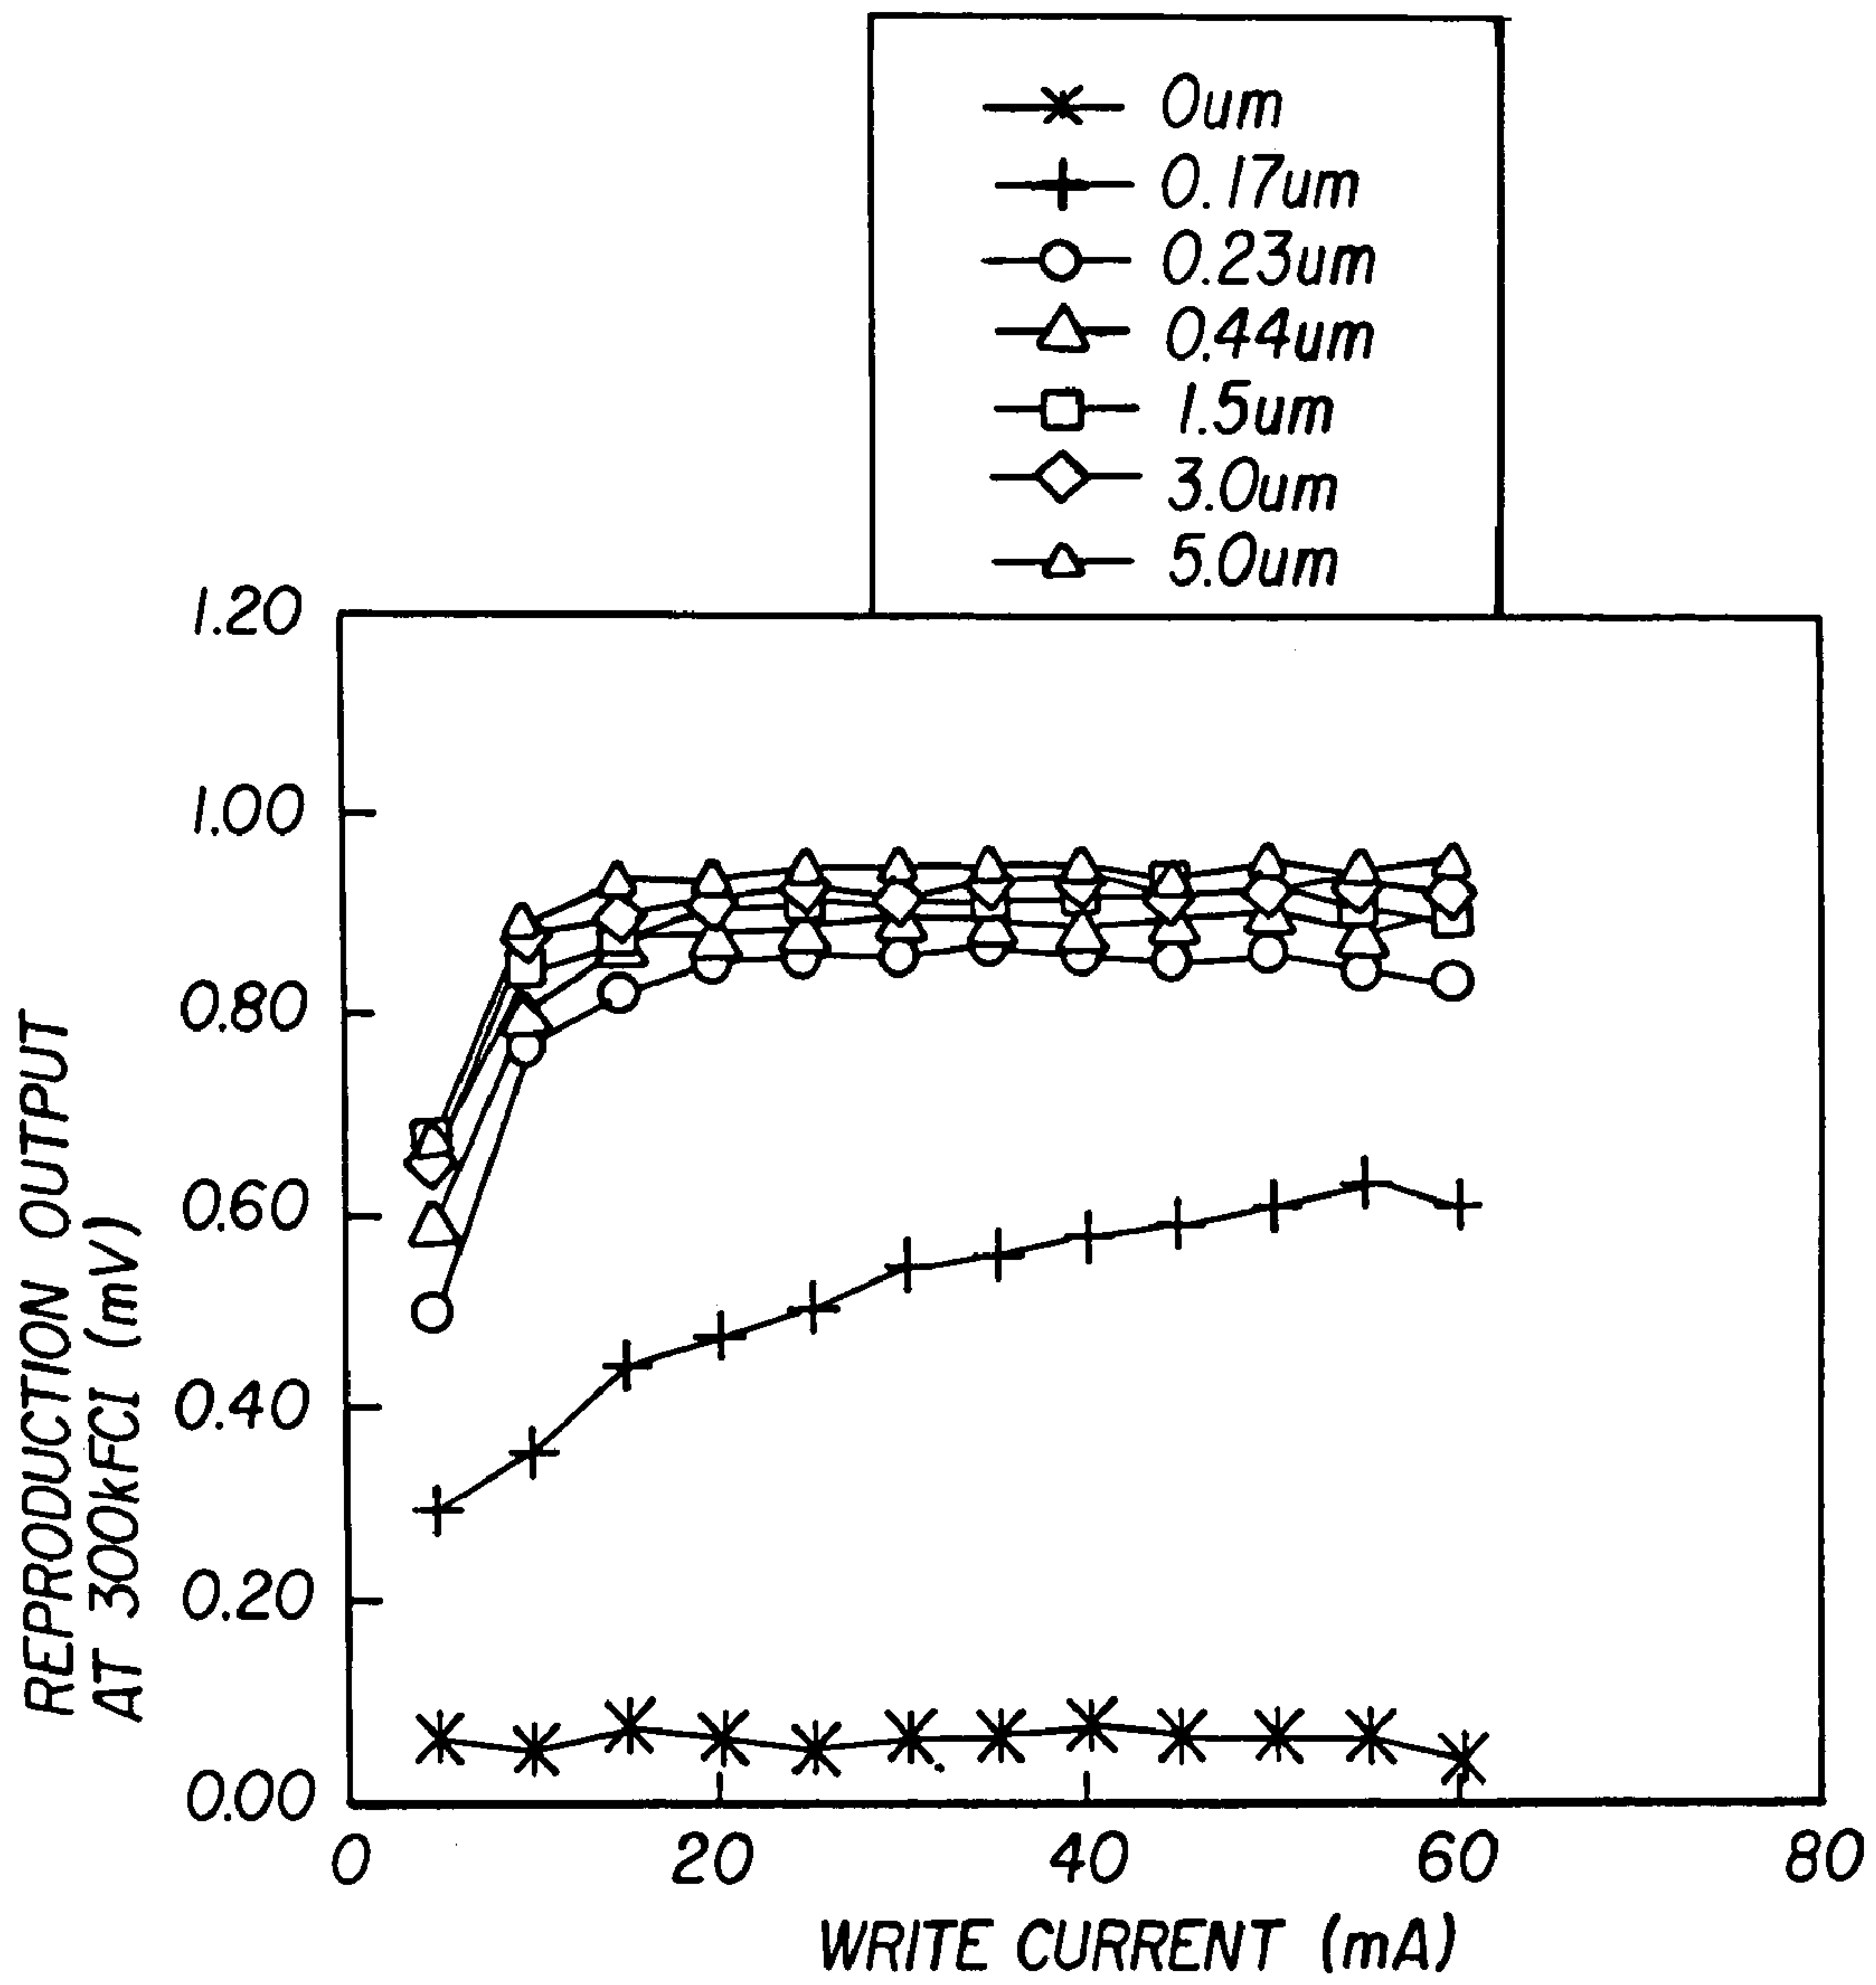 0um
0.17um
0.23um
0.44um
1.5um
3.0um
5.0um
1.20
1.00
0.80
0.60
0.40
0.20
0.00
REPRODUCTION OUTPUT
AT 300kFCI (mV)
0 20 40 60 80
WRITE CURRENT (mA)